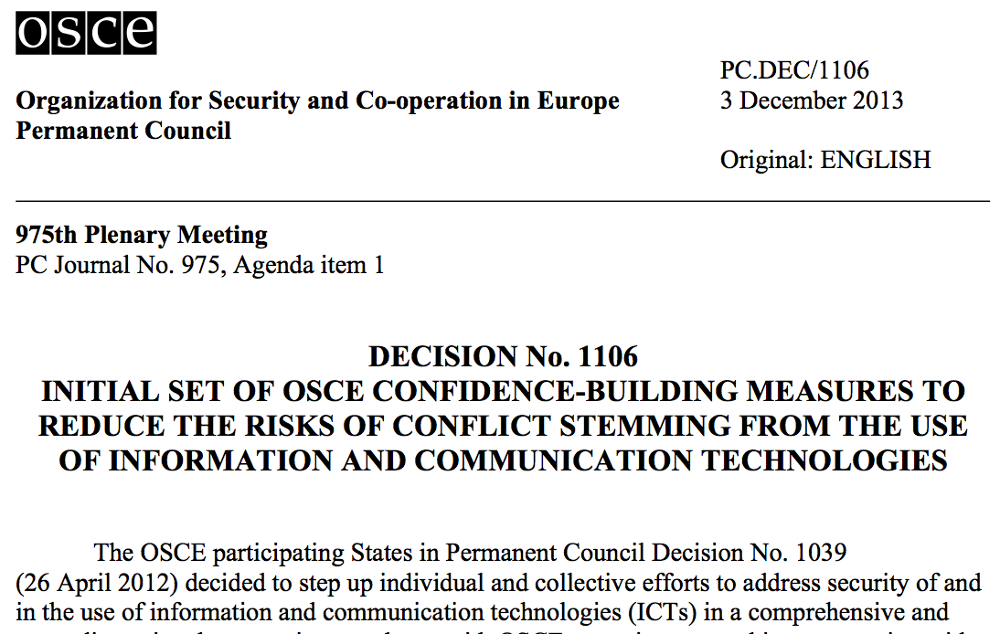 osce
PC.DEC/1106
Organization for Security and Co-operation in Europe
3 December 2013
Permanent Council
Original: ENGLISH
975th Plenary Meeting
PC Journal No. 975, Agenda item 1
DECISION No. 1106
INITIAL SET OF OSCE CONFIDENCE-BUILDING MEASURES TO
REDUCE THE RISKS OF CONFLICT STEMMING FROM THE USE
OF INFORMATION AND COMMUNICATION TECHNOLOGIES
The OSCE participating States in Permanent Council Decision No. 1039
(26 April 2012) decided to step up individual and collective efforts to address security of and
in the use of information and communication technologies (ICTs) in a comprehensive and